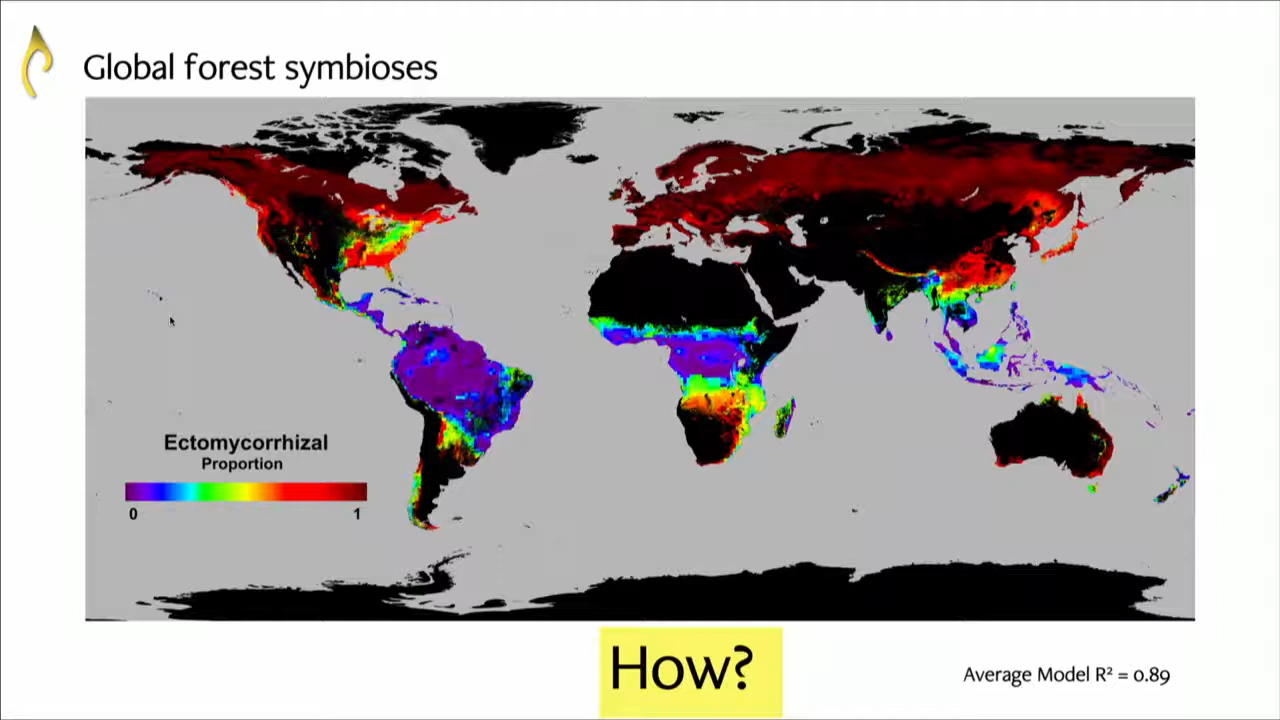 Global forest symbioses
Ectomycorrhizal
Proportion
0 1
How?
Average Model R² = 0.89